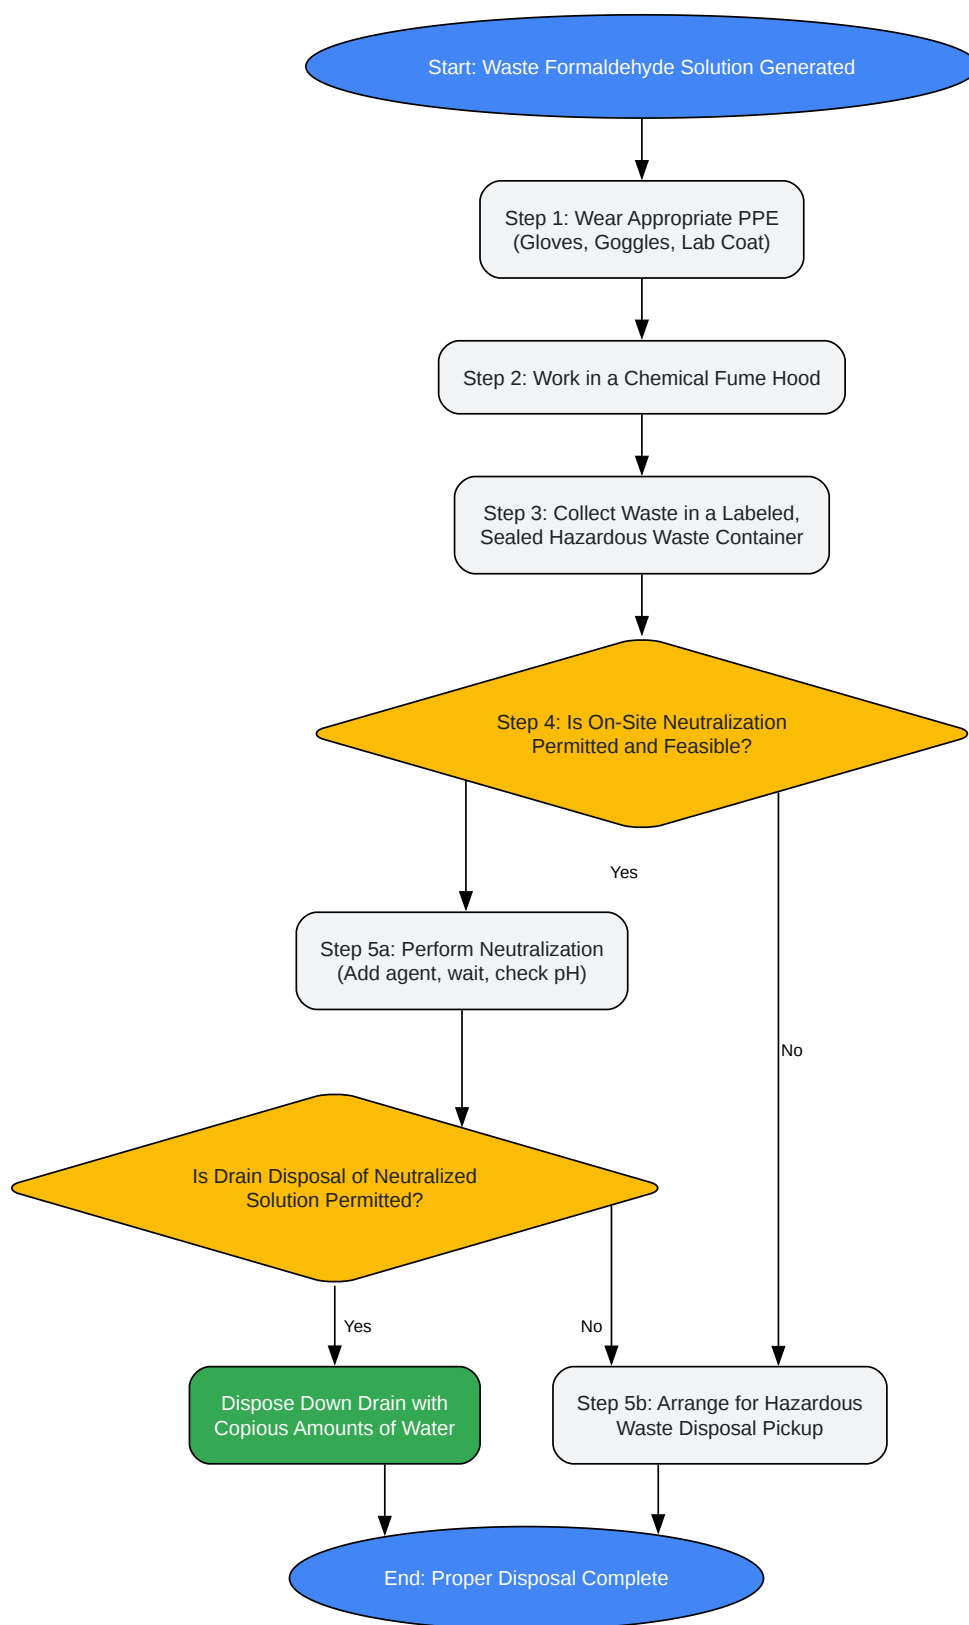 Start: Waste Formaldehyde Solution Generated
Step 1: Wear Appropriate PPE
(Gloves, Goggles, Lab Coat)
Step 2: Work in a Chemical Fume Hood
Step 3: Collect Waste in a Labeled,
Sealed Hazardous Waste Container
Step 4: Is On-Site Neutralization
Permitted and Feasible?
Yes
Step 5a: Perform Neutralization
(Add agent, wait, check pH)
No
Is Drain Disposal of Neutralized
Solution Permitted?
Yes
No
Dispose Down Drain with
Copious Amounts of Water
Step 5b: Arrange for Hazardous
Waste Disposal Pickup
End: Proper Disposal Complete